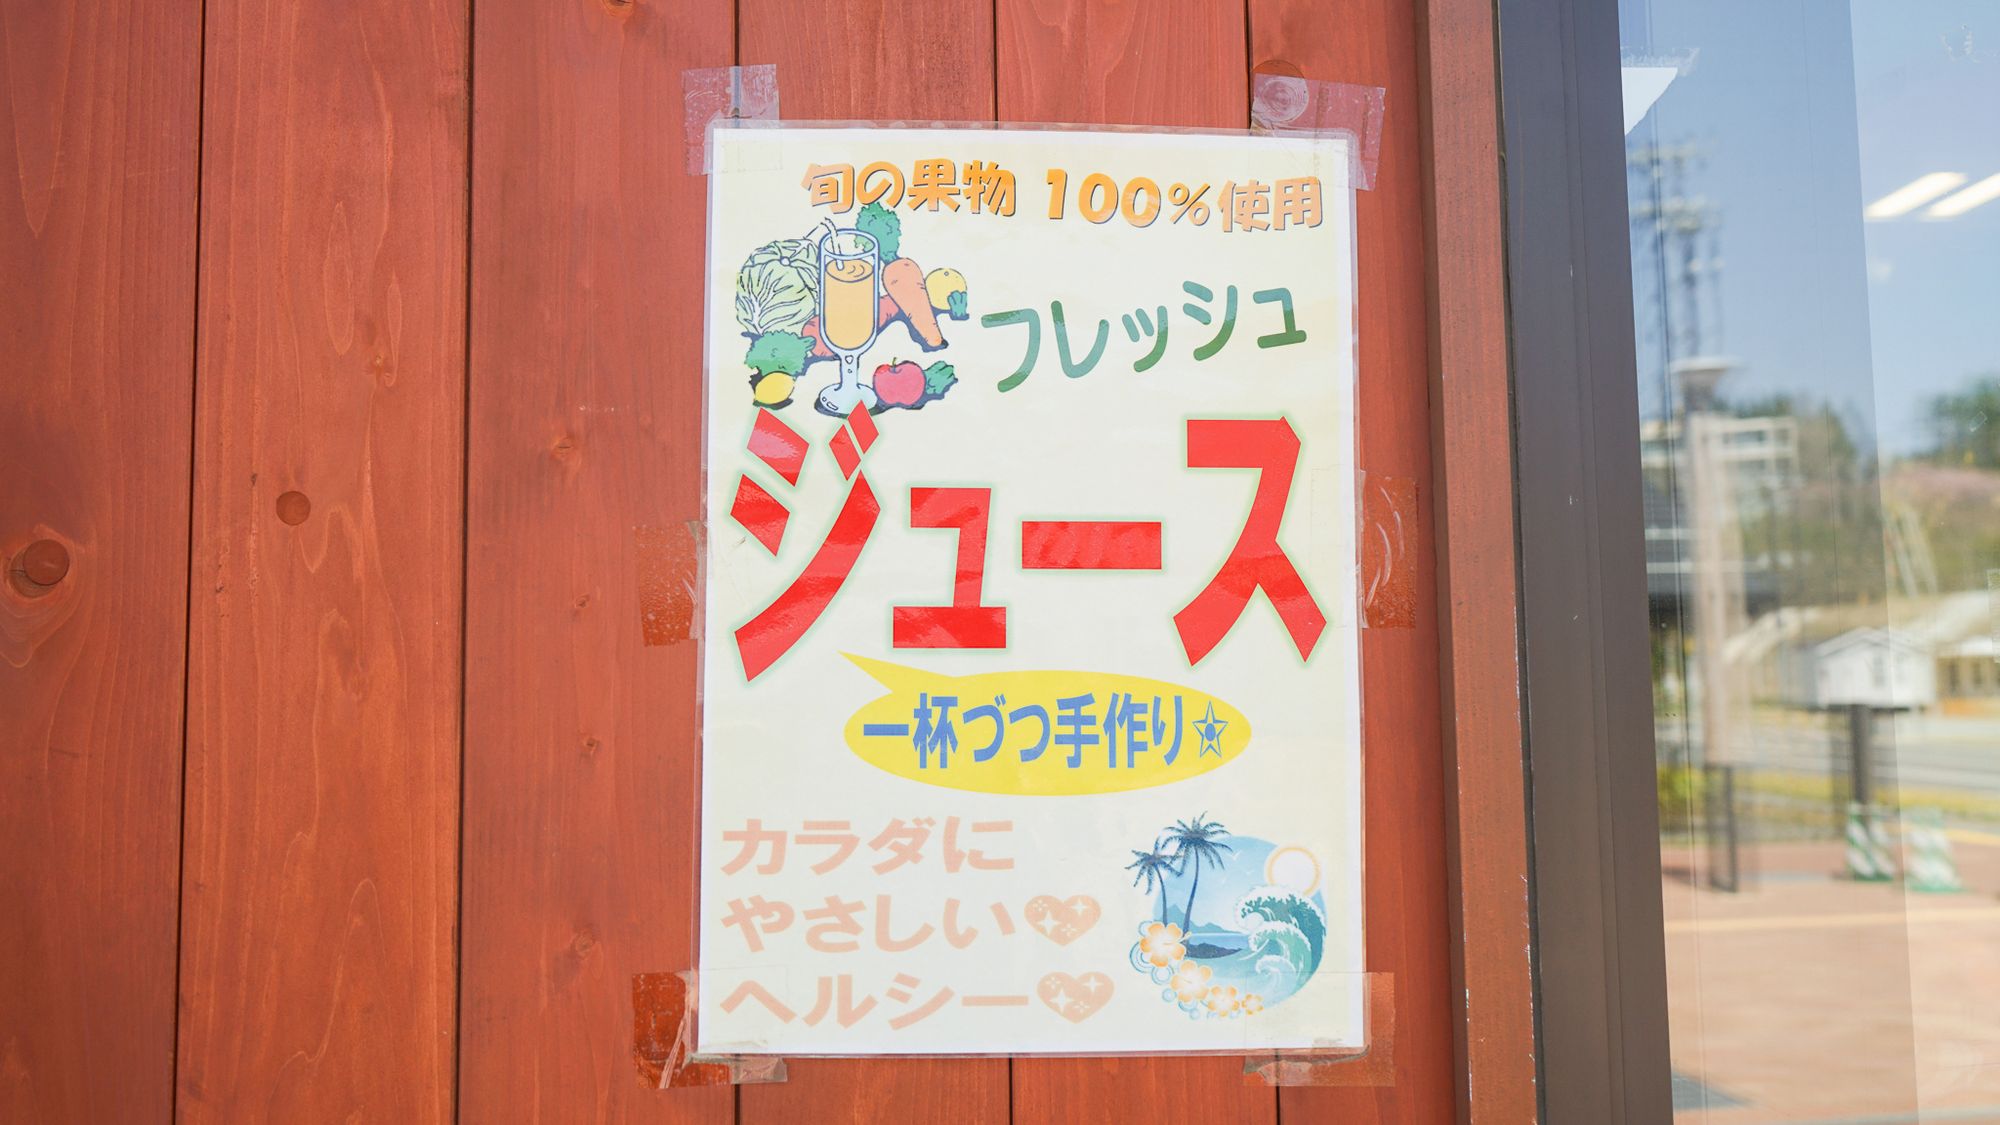 旬の果物 100%使用
フレッシュ
ジュース
一杯づつ手作り☆
カラダに
やさしい♡
ヘルシー♡